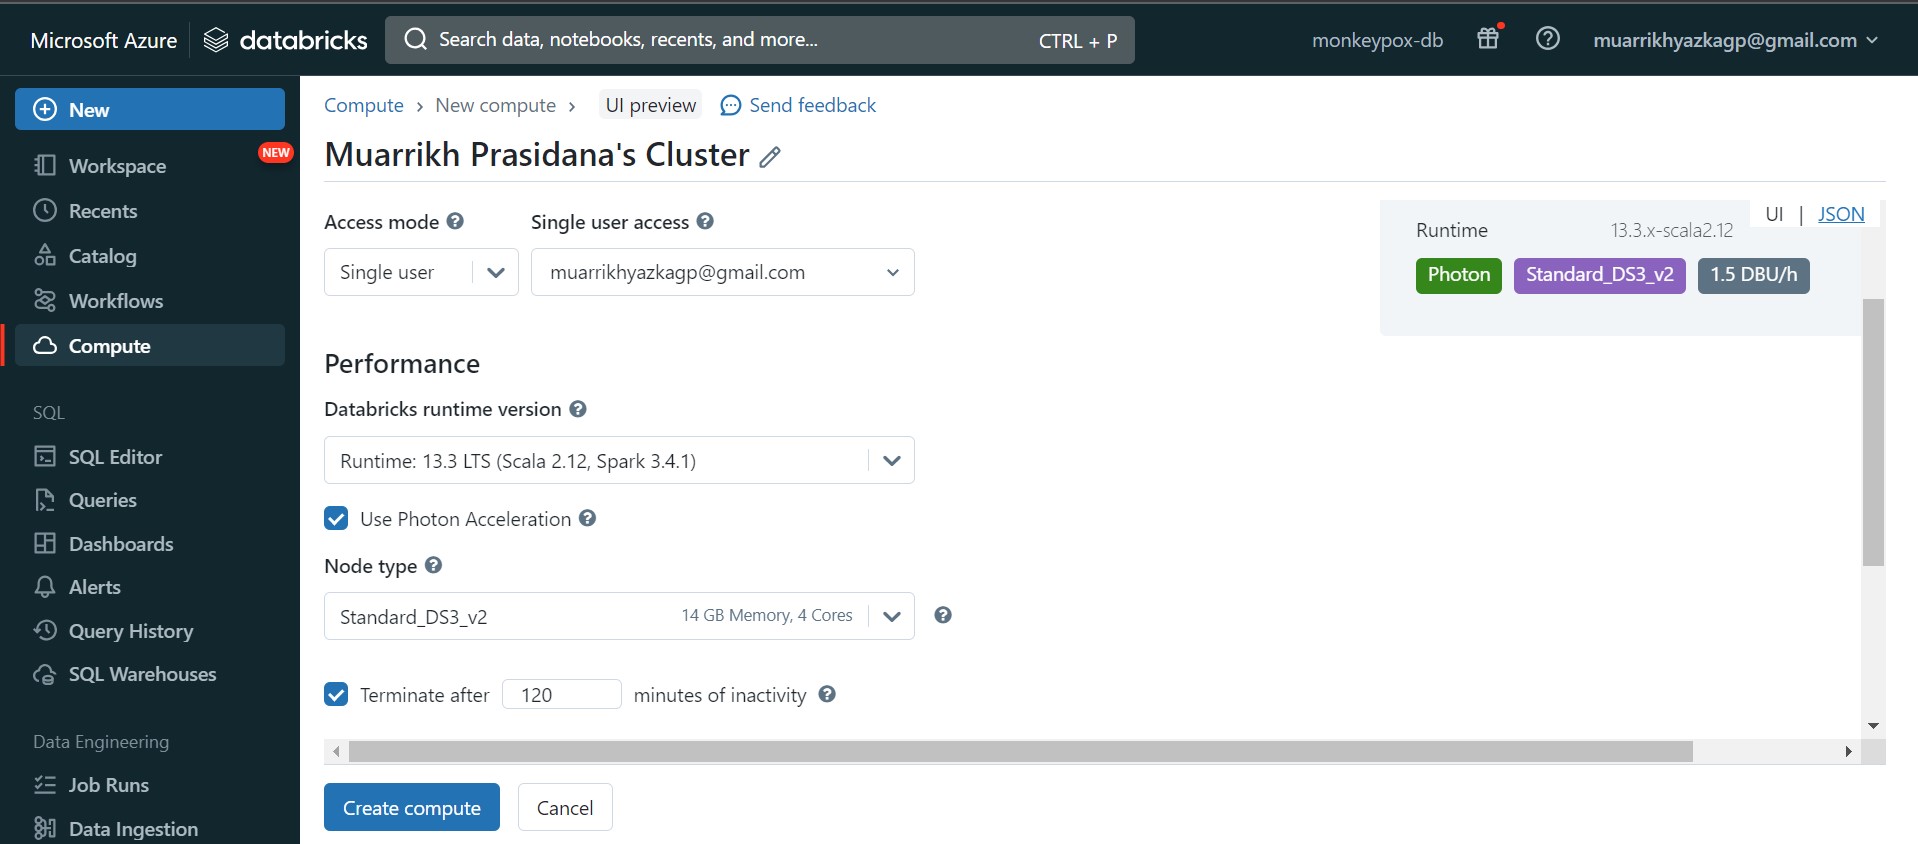 Microsoft Azure databricks Search data, notebooks, recents, and more... CTRL + P monkeypox-db muarrikhyazkagp@gmail.com
New
Workspace NEW
Recents
Catalog
Workflows
Compute
SQL
SQL Editor
Queries
Dashboards
Alerts
Query History
SQL Warehouses
Data Engineering
Job Runs
Data Ingestion
Compute › New compute › UI preview Send feedback
Muarrikh Prasidana's Cluster
Access mode Single user access
Single user muarrikhyazkagp@gmail.com
Performance
Databricks runtime version
Runtime: 13.3 LTS (Scala 2.12, Spark 3.4.1)
Use Photon Acceleration
Node type
Standard_DS3_v2 14 GB Memory, 4 Cores
Terminate after 120 minutes of inactivity
Create compute Cancel
UI | JSON
Runtime 13.3.x-scala2.12
Photon Standard_DS3_v2 1.5 DBU/h